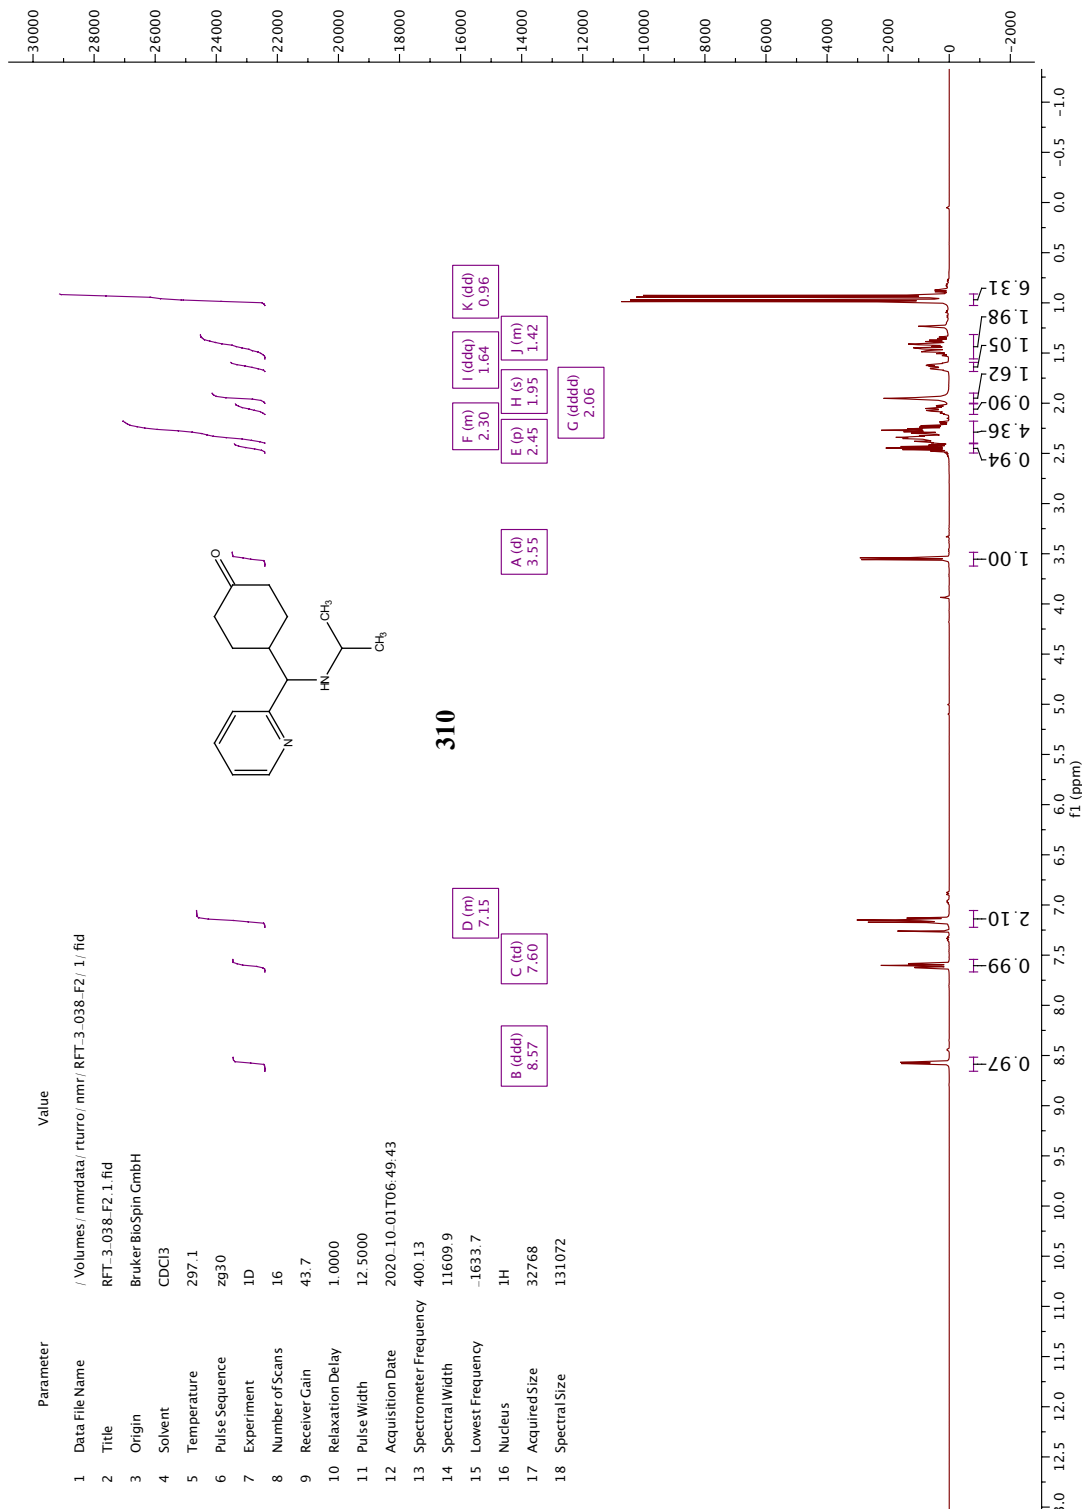 Parameter Value
1 Data File Name / Volumes/ nmrdata/ rturro/ nmr/ RFT-3-038-F2/ 1/ fid
2 Title RFT-3-038-F2.1.fid
3 Origin Bruker BioSpin GmbH
4 Solvent CDCl3
5 Temperature 297.1
6 Pulse Sequence zg30
7 Experiment 1D
8 Number of Scans 16
9 Receiver Gain 43.7
10 Relaxation Delay 1.0000
11 Pulse Width 12.5000
12 Acquisition Date 2020-10-01T06:49:43
13 Spectrometer Frequency 400.13
14 Spectral Width 11609.9
15 Lowest Frequency -1633.7
16 Nucleus 1H
17 Acquired Size 32768
18 Spectral Size 131072
O
N
HN
CH3
CH3
310
D (m)
7.15
I (ddq)
1.64
K (dd)
0.96
F (m)
2.30
B (ddd)
8.57
C (td)
7.60
A (d)
3.55
E (p)
2.45
H (s)
1.95
J (m)
1.42
G (dddd)
2.06
0.97
0.99
2.10
1.00
0.94
4.36
0.90
1.62
1.05
1.98
6.31
3.0 12.5 12.0 11.5 11.0 10.5 10.0 9.5 9.0 8.5 8.0 7.5 7.0 6.5 6.0 5.5 5.0 4.5 4.0 3.5 3.0 2.5 2.0 1.5 1.0 0.5 0.0 -0.5 -1.0
f1 (ppm)
30000
28000
26000
24000
22000
20000
18000
16000
14000
12000
10000
8000
6000
4000
2000
0
-2000